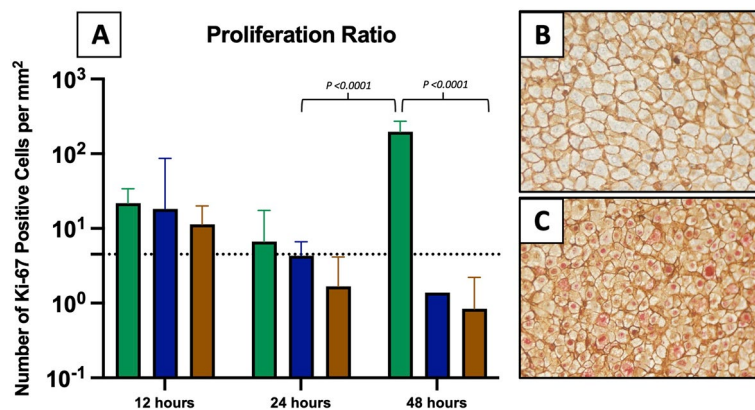 A
Proliferation Ratio
B
Number of Ki-67 Positive Cells per mm²
10³
10²
10¹
10⁰
10⁻¹
P <0.0001
P <0.0001
12 hours
24 hours
48 hours
C